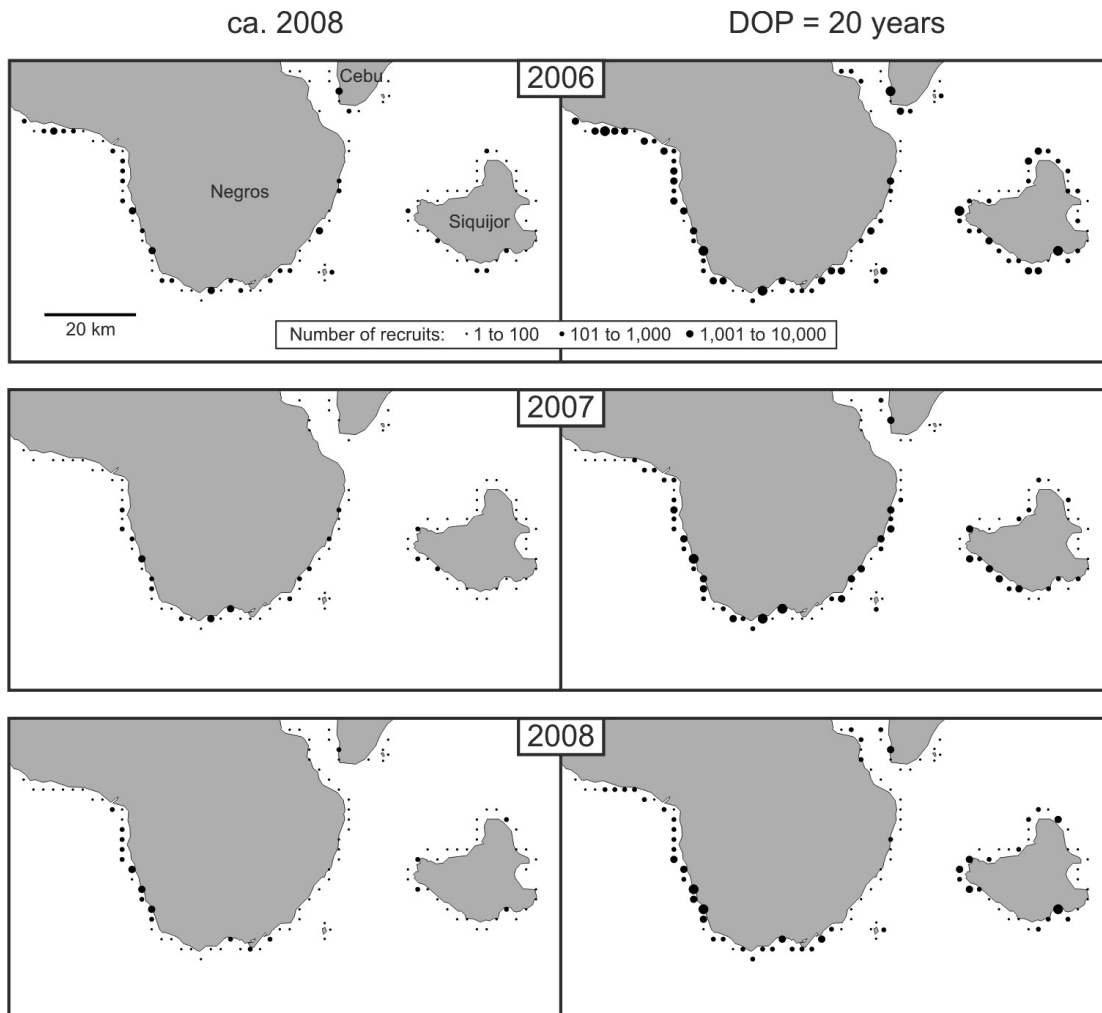 ca. 2008
DOP = 20 years
2006
Cebu
Negros
Siquijor
20 km
Number of recruits: 1 to 100 101 to 1,000 1,001 to 10,000
2007
2008